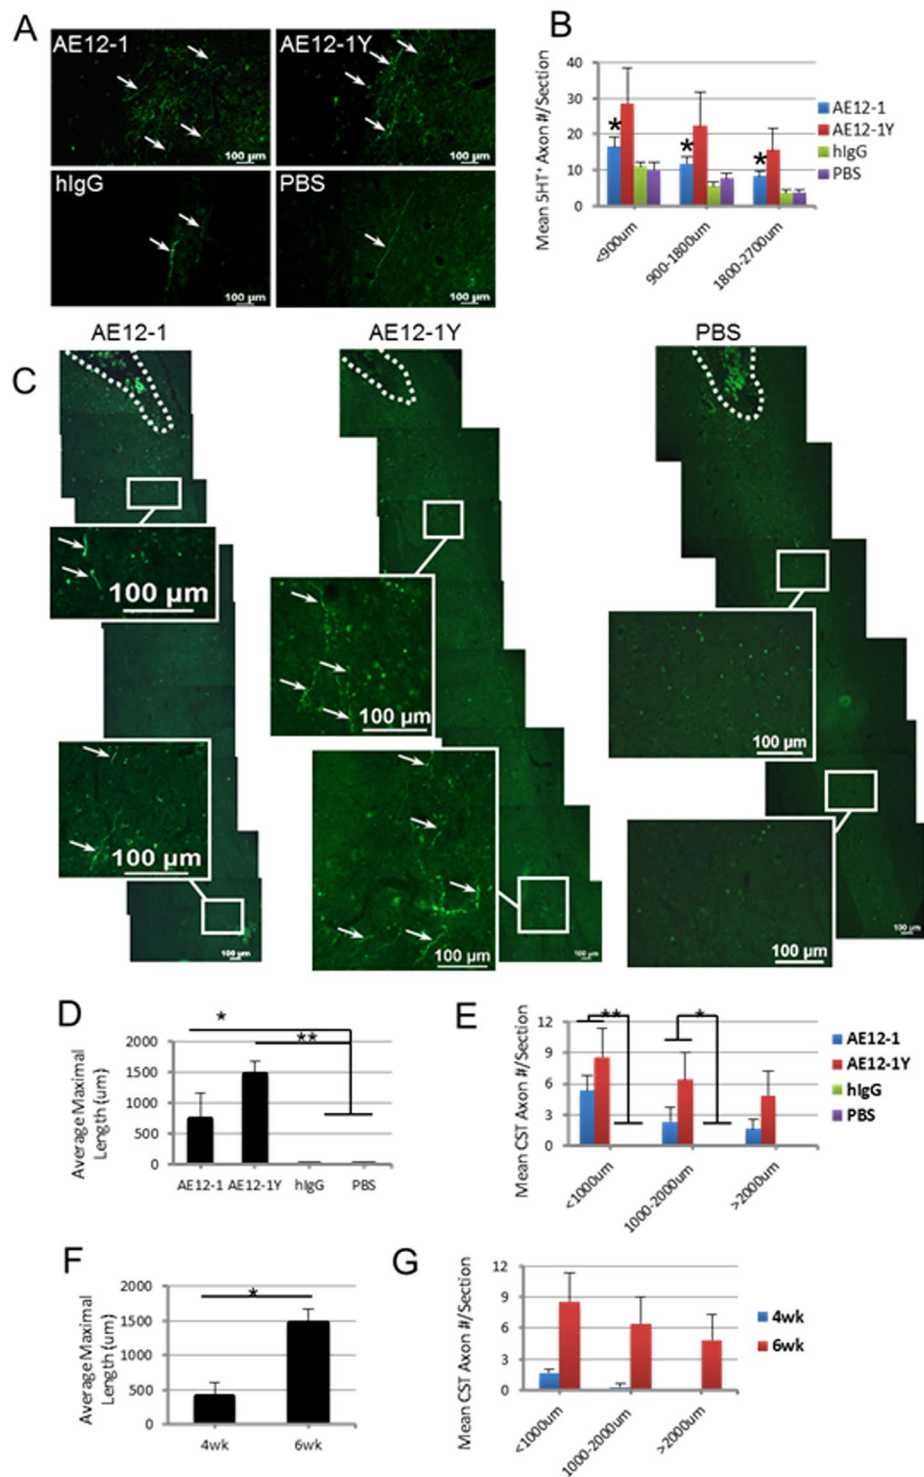 A
AE12-1
AE12-1Y
100 µm
100 µm
hIgG
PBS
100 µm
100 µm
B
Mean 5HT⁺ Axon #/Section
40
30
20
10
0
*
*
*
<900um
900-1800um
1800-2700um
AE12-1
AE12-1Y
hIgG
PBS
C
AE12-1
AE12-1Y
PBS
100 µm
100 µm
100 µm
100 µm
100 µm
100 µm
100 µm
100 µm
100 µm
D
Average Maximal
Length (um)
2000
1500
1000
500
0
*
**
AE12-1
AE12-1Y
hIgG
PBS
E
Mean CST Axon #/Section
12
9
6
3
0
**
*
<1000um
1000-2000um
>2000um
AE12-1
AE12-1Y
hIgG
PBS
F
Average Maximal
Length (um)
2000
1500
1000
500
0
*
4wk
6wk
G
Mean CST Axon #/Section
12
9
6
3
0
<1000um
1000-2000um
>2000um
4wk
6wk